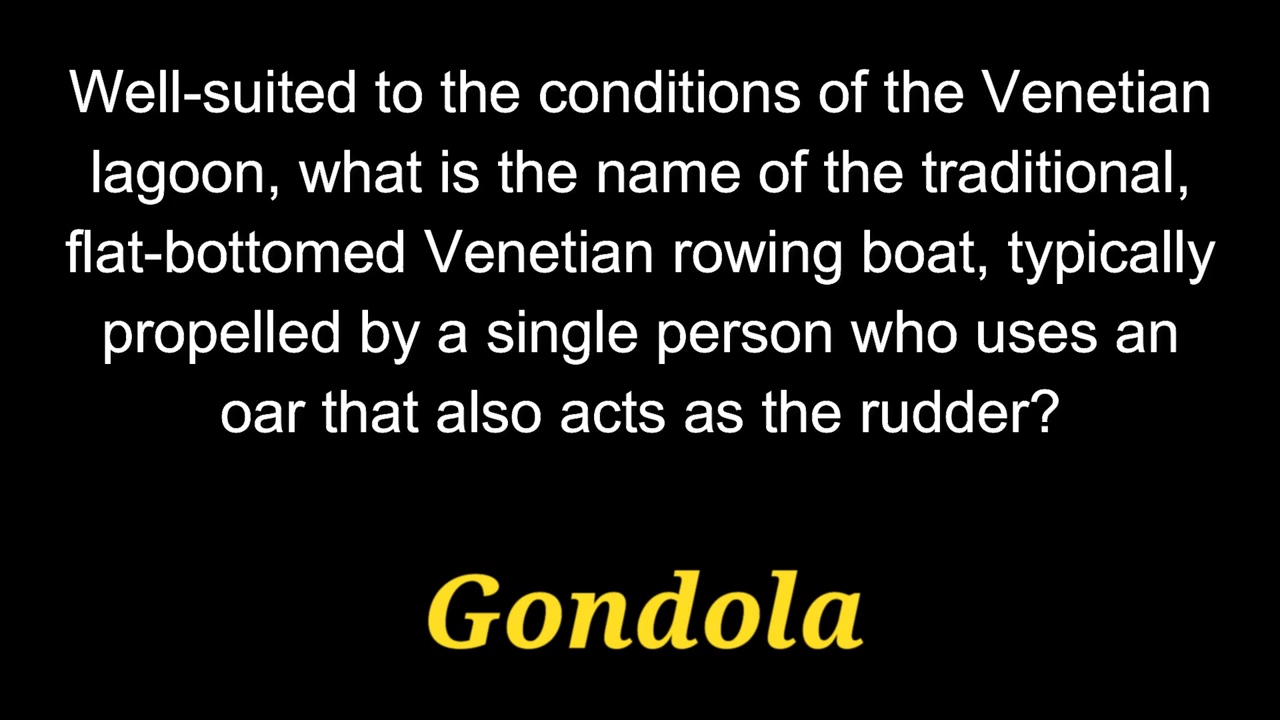 Well-suited to the conditions of the Venetian
lagoon, what is the name of the traditional,
flat-bottomed Venetian rowing boat, typically
propelled by a single person who uses an
oar that also acts as the rudder?
Gondola